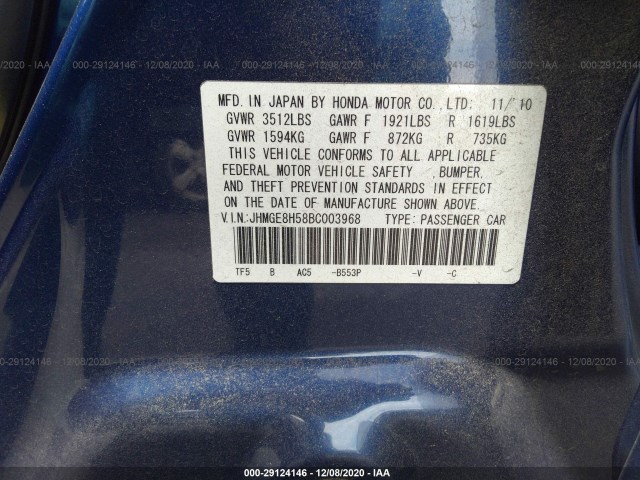 000-29124146 - 12/08/2020 - IAA
000-29124146 - 12/08/2020 - IAA
000-29124146 - 12/08/2020 - IAA
MFD. IN JAPAN BY HONDA MOTOR CO., LTD: 11/'10
GVWR 3512LBS GAWR F 1921LBS R 1619LBS
GVWR 1594KG GAWR F 872KG R 735KG
THIS VEHICLE CONFORMS TO ALL APPLICABLE
FEDERAL MOTOR VEHICLE SAFETY ,BUMPER,
AND THEFT PREVENTION STANDARDS IN EFFECT
ON THE DATE OF MANUFACTURE SHOWN ABOVE.
V.I.N:JHMGE8H58BC003968 TYPE: PASSENGER CAR
TF5 B AC5 -B553P -V -C
000-29124146 - 12/08/2020 - IAA
000-29124146 - 12/08/2020 - IAA
000-29124146 - 12/08/2020 - IAA
000-29124146 - 12/08/2020 - IAA